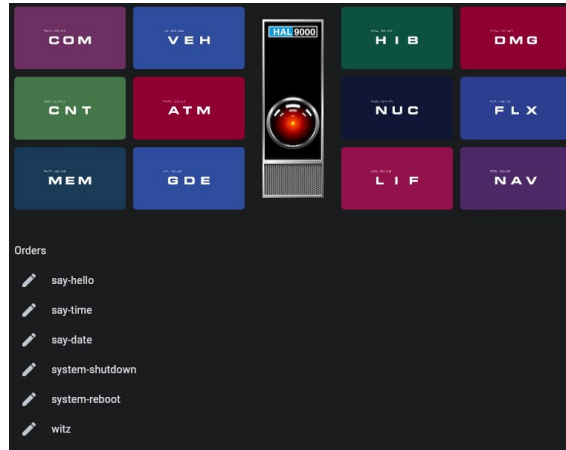 HAL 9000
COM
VEH
HIB
DMG
CNT
ATM
NUC
FLX
MEM
GDE
LIF
NAV
Orders
say-hello
say-time
say-date
system-shutdown
system-reboot
witz